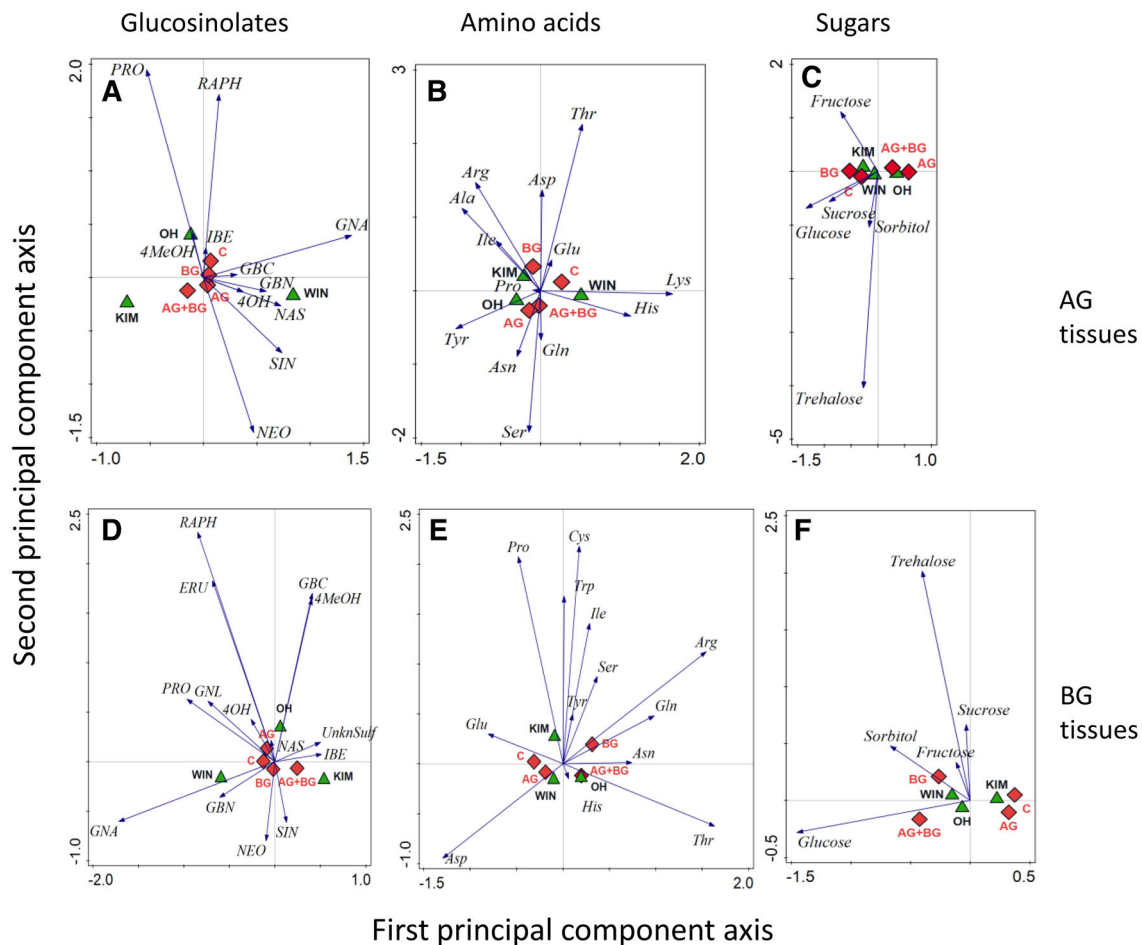 Glucosinolates Amino acids Sugars
Second principal component axis
A
2.0
-1.5
-1.0 1.5
PRO
RAPH
GNA
OH
IBE
4MeOH
C
BG
GBC
GBN
AG
4OH
AG+BG
WIN
NAS
KIM
SIN
NEO
B
3
-2
-1.5 2.0
Thr
Arg
Asp
Ala
Ile
BG
Glu
KIM
C
Pro
WIN
Lys
OH
His
AG
AG+BG
Tyr
Gln
Asn
Ser
C
2
-5
-1.5 1.0
Fructose
KIM
AG+BG
BG
AG
C
WIN
OH
Sucrose
Glucose
Sorbitol
Trehalose
AG
tissues
D
2.5
-1.0
-2.0 1.0
RAPH
ERU
GBC
4MeOH
PRO
GNL
4OH
OH
AG
NAS
UnknSulf
C
IBE
WIN
BG
AG+BG
KIM
GBN
GNA
SIN
NEO
E
2.5
-1.0
-1.5 2.0
Pro
Cys
Trp
Ile
Arg
Ser
Tyr
Gln
Glu
KIM
BG
C
Asn
AG
AG+BG
WIN
OH
His
Thr
Asp
F
2.5
-0.5
-1.5 0.5
Trehalose
Sucrose
Sorbitol
Fructose
BG
WIN
KIM
C
OH
AG
AG+BG
Glucose
BG
tissues
First principal component axis